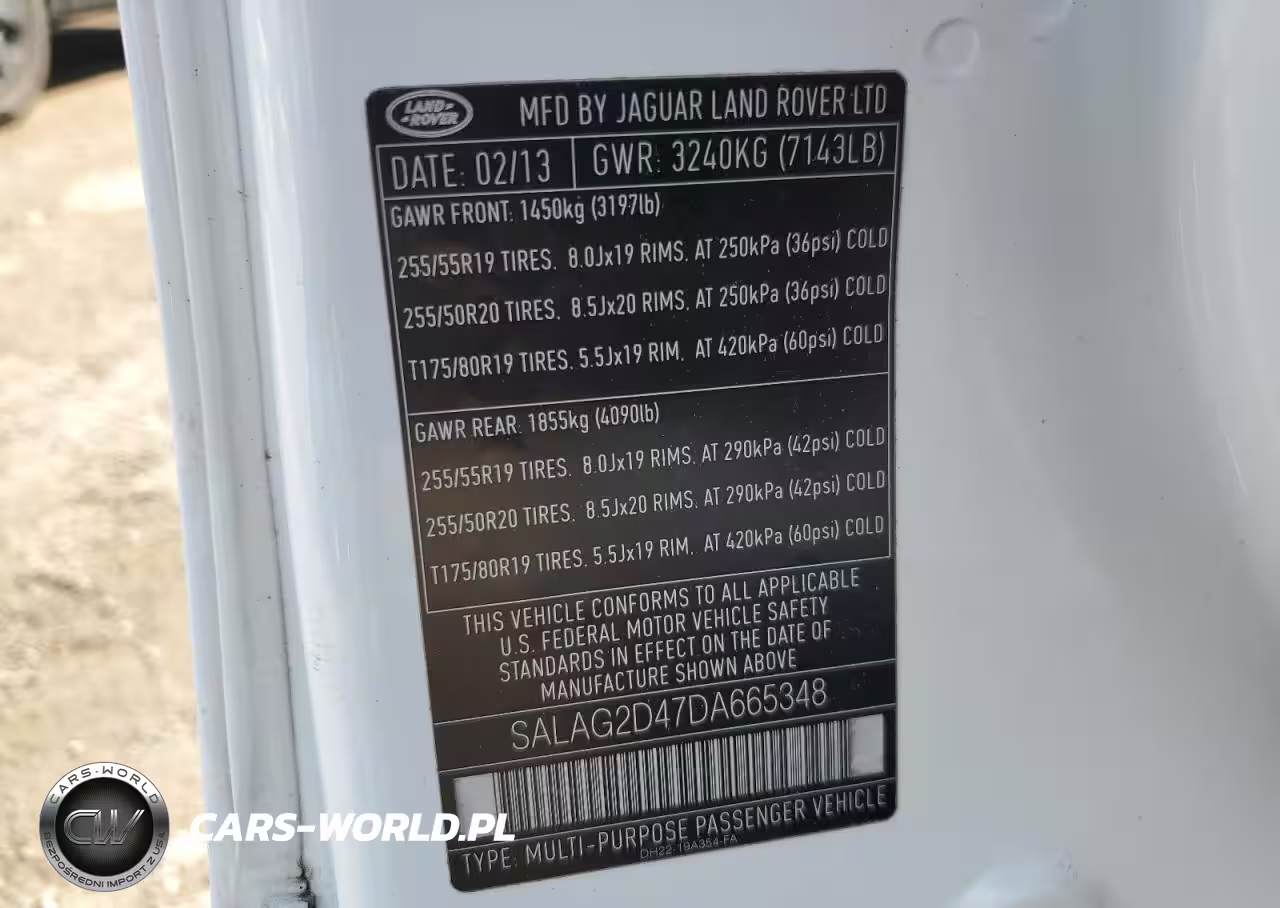 LAND-
-ROVER
MFD BY JAGUAR LAND ROVER LTD
DATE: 02/13 GWR: 3240KG (7143LB)
GAWR FRONT: 1450kg (3197lb)
255/55R19 TIRES. 8.0Jx19 RIMS. AT 250kPa (36psi) COLD
255/50R20 TIRES. 8.5Jx20 RIMS. AT 250kPa (36psi) COLD
T175/80R19 TIRES. 5.5Jx19 RIM. AT 420kPa (60psi) COLD
GAWR REAR: 1855kg (4090lb)
255/55R19 TIRES. 8.0Jx19 RIMS. AT 290kPa (42psi) COLD
255/50R20 TIRES. 8.5Jx20 RIMS. AT 290kPa (42psi) COLD
T175/80R19 TIRES. 5.5Jx19 RIM. AT 420kPa (60psi) COLD
THIS VEHICLE CONFORMS TO ALL APPLICABLE
U.S. FEDERAL MOTOR VEHICLE SAFETY
STANDARDS IN EFFECT ON THE DATE OF
MANUFACTURE SHOWN ABOVE
SALAG2D47DA665348
TYPE: MULTI-PURPOSE PASSENGER VEHICLE
DH22-19A354-FA
CARS-WORLD
CW
BEZPOŚREDNI IMPORT Z USA
CARS-WORLD.PL